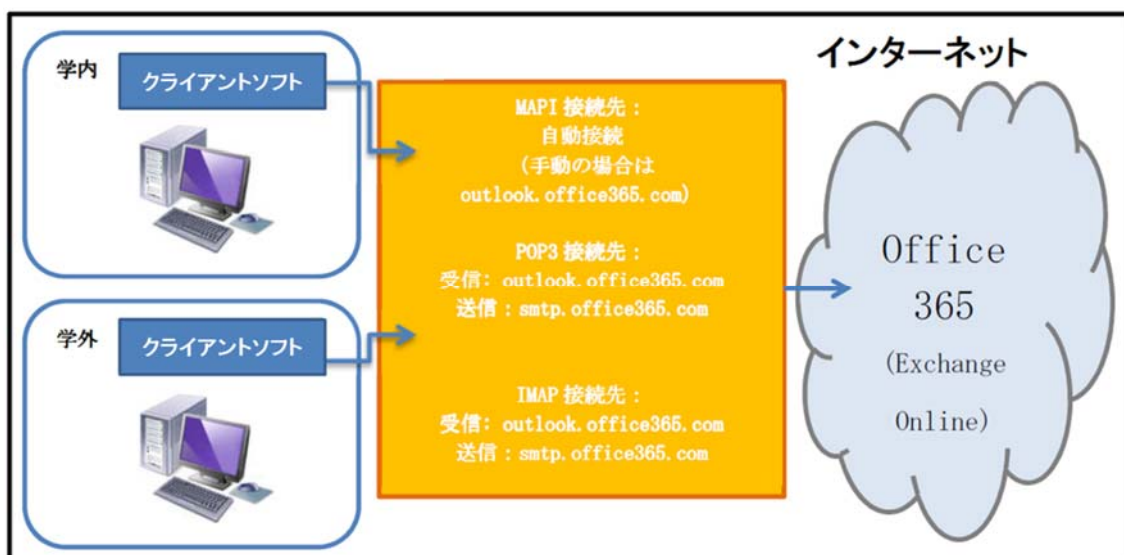 学内
クライアントソフト
学外
クライアントソフト
MAPI 接続先：
自動接続
(手動の場合は
outlook.office365.com)
POP3 接続先：
受信: outlook.office365.com
送信：smtp.office365.com
IMAP 接続先：
受信: outlook.office365.com
送信：smtp.office365.com
インターネット
Office
365
(Exchange
Online)